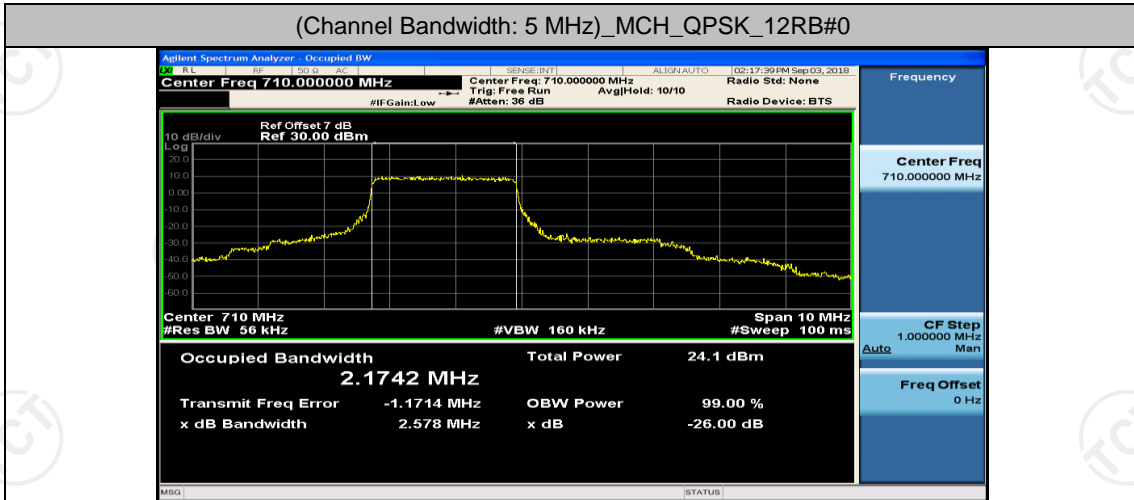 (Channel Bandwidth: 5 MHz)_MCH_QPSK_12RB#0
Agilent Spectrum Analyzer - Occupied BW
LXI RL RF 50 Ω AC SENSE:INT ALIGN AUTO 02:17:39 PM Sep 03, 2018
Center Freq 710.000000 MHz Center Freq: 710.000000 MHz Radio Std: None
Trig: Free Run Avg|Hold: 10/10
#IFGain:Low #Atten: 36 dB Radio Device: BTS
Frequency
Ref Offset 7 dB
10 dB/div Ref 30.00 dBm
Log
20.0
10.0
0.00
-10.0
-20.0
-30.0
-40.0
-50.0
-60.0
Center Freq
710.000000 MHz
Center 710 MHz Span 10 MHz
#Res BW 56 kHz #VBW 160 kHz #Sweep 100 ms
CF Step
1.000000 MHz
Auto Man
Occupied Bandwidth Total Power 24.1 dBm
2.1742 MHz
Transmit Freq Error -1.1714 MHz OBW Power 99.00 %
x dB Bandwidth 2.578 MHz x dB -26.00 dB
Freq Offset
0 Hz
MSG STATUS
TCT